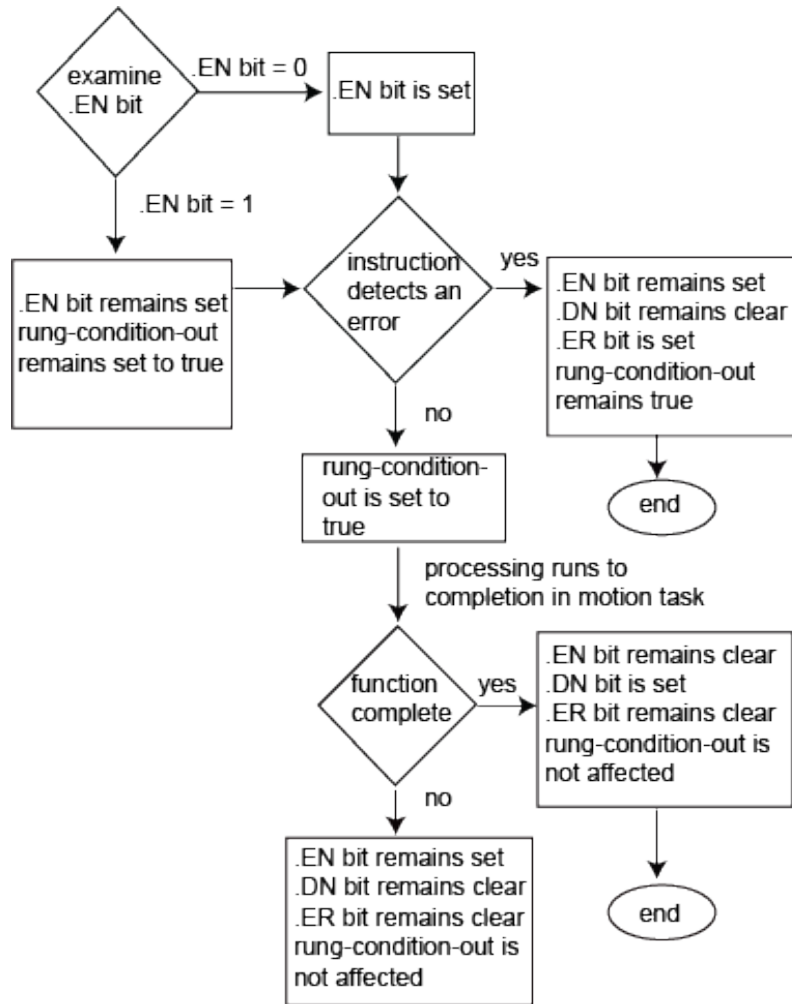 examine
.EN bit
.EN bit = 0
.EN bit is set
.EN bit = 1
.EN bit remains set
rung-condition-out
remains set to true
instruction
detects an
error
yes
.EN bit remains set
.DN bit remains clear
.ER bit is set
rung-condition-out
remains true
end
no
rung-condition-
out is set to
true
processing runs to
completion in motion task
function
complete
yes
.EN bit remains clear
.DN bit is set
.ER bit remains clear
rung-condition-out is
not affected
end
no
.EN bit remains set
.DN bit remains clear
.ER bit remains clear
rung-condition-out is
not affected